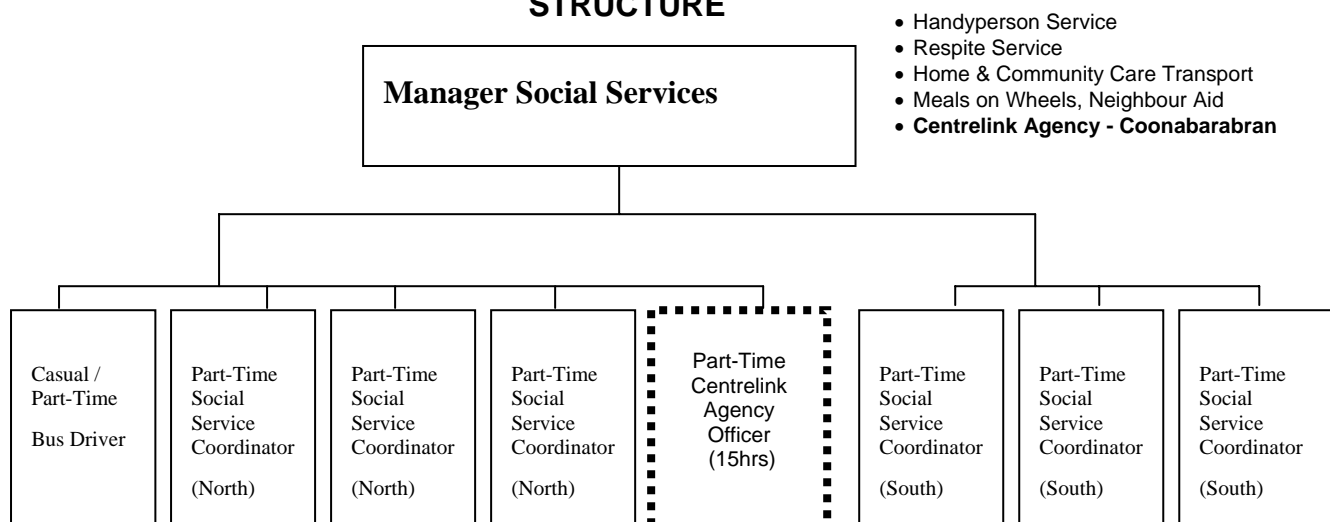 STRUCTURE
• Handyperson Service
• Respite Service
• Home & Community Care Transport
• Meals on Wheels, Neighbour Aid
• Centrelink Agency - Coonabarabran
Manager Social Services
Casual /
Part-Time
Bus Driver
Part-Time
Social
Service
Coordinator
(North)
Part-Time
Social
Service
Coordinator
(North)
Part-Time
Social
Service
Coordinator
(North)
Part-Time
Centrelink
Agency
Officer
(15hrs)
Part-Time
Social
Service
Coordinator
(South)
Part-Time
Social
Service
Coordinator
(South)
Part-Time
Social
Service
Coordinator
(South)